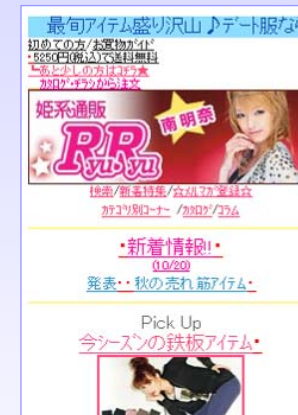 最旬アイテム盛り沢山♪デート服な
初めての方/お買物ガイド
・5250円(税込)で送料無料
┗あと少しの方はコチラ★
カタログ・チラシから注文
姫系通販
RyuRyu
南明奈
検索/新着特集/☆メルマガ登録☆
カテゴリ別コーナー /カタログ/コラム
・新着情報!!・
(10/20)
発表・・秋の売れ筋アイテム・
Pick Up
今シーズンの鉄板アイテム・